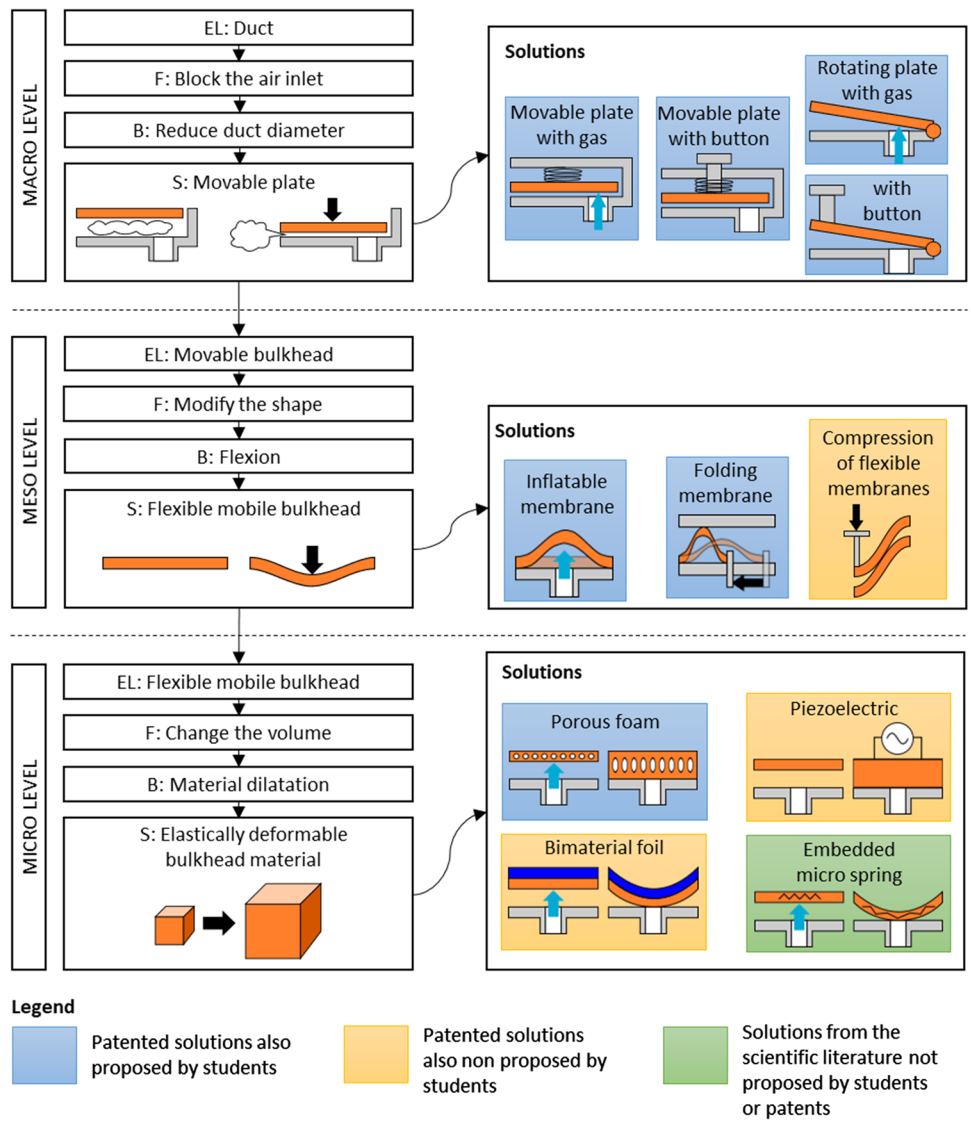 MACRO LEVEL
EL: Duct
F: Block the air inlet
B: Reduce duct diameter
S: Movable plate
Solutions
Movable plate
with gas
Movable plate
with button
Rotating plate
with gas
with
button
MESO LEVEL
EL: Movable bulkhead
F: Modify the shape
B: Flexion
S: Flexible mobile bulkhead
Solutions
Inflatable
membrane
Folding
membrane
Compression
of flexible
membranes
MICRO LEVEL
EL: Flexible mobile bulkhead
F: Change the volume
B: Material dilatation
S: Elastically deformable
bulkhead material
Solutions
Porous foam
Piezoelectric
Bimaterial foil
Embedded
micro spring
Legend
Patented solutions also
proposed by students
Patented solutions
also non proposed by
students
Solutions from the
scientific literature not
proposed by students
or patents